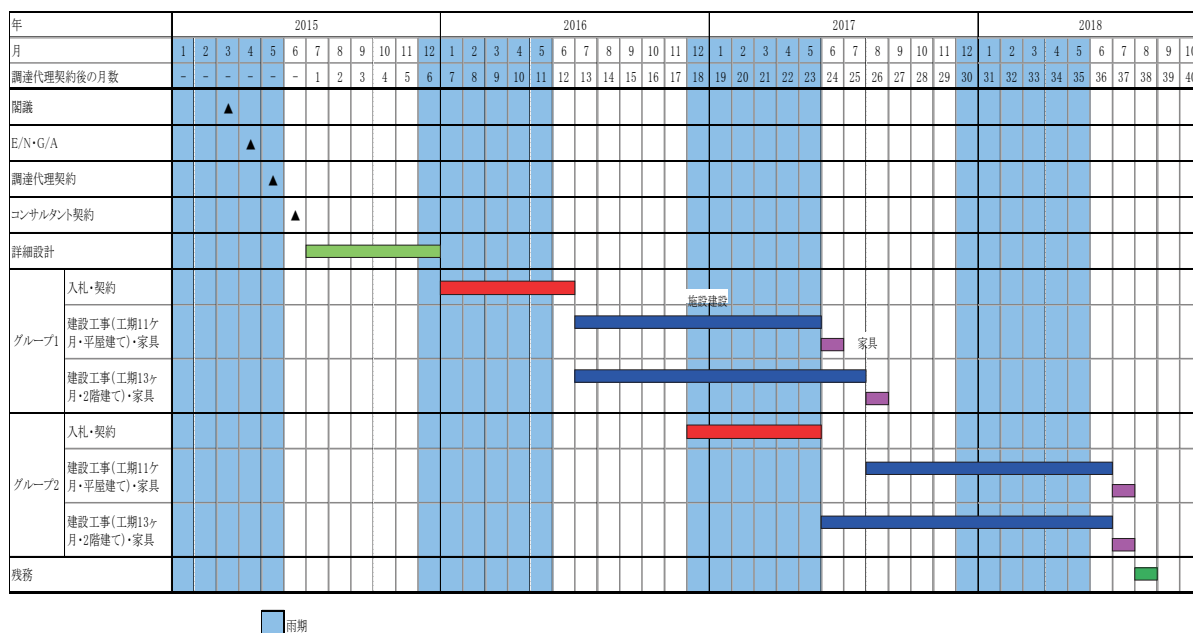 年 2015 2016 2017 2018
月 1 2 3 4 5 6 7 8 9 10 11 12 1 2 3 4 5 6 7 8 9 10 11 12 1 2 3 4 5 6 7 8 9 10 11 12 1 2 3 4 5 6 7 8 9 10
調達代理契約後の月数 - - - - - - 1 2 3 4 5 6 7 8 9 10 11 12 13 14 15 16 17 18 19 20 21 22 23 24 25 26 27 28 29 30 31 32 33 34 35 36 37 38 39 40
閣議 ▲
E/N・G/A ▲
調達代理契約 ▲
コンサルタント契約 ▲
詳細設計
グループ1
入札・契約
施設建設
建設工事(工期11ケ
月・平屋建て)・家具
家具
建設工事(工期13ヶ
月・2階建て)・家具
グループ2
入札・契約
建設工事(工期11ケ
月・平屋建て)・家具
建設工事(工期13ヶ
月・2階建て)・家具
残務
雨期